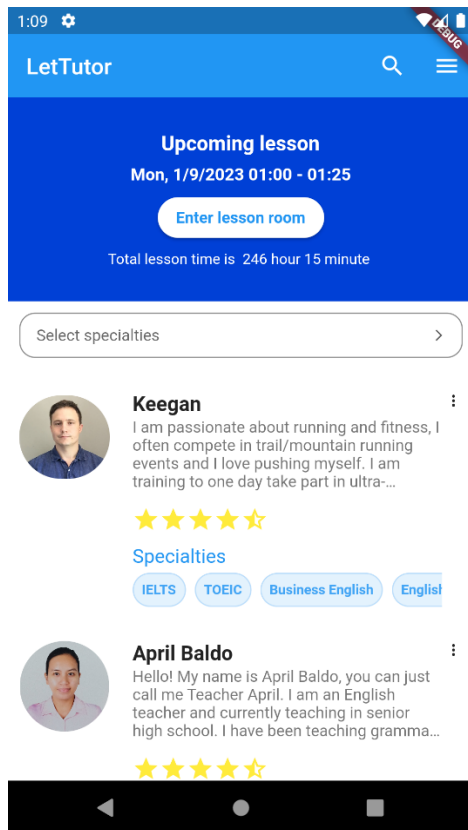 1:09
DEBUG
LetTutor
Upcoming lesson
Mon, 1/9/2023 01:00 - 01:25
Enter lesson room
Total lesson time is 246 hour 15 minute
Select specialties
Keegan
I am passionate about running and fitness, I
often compete in trail/mountain running
events and I love pushing myself. I am
training to one day take part in ultra-...
Specialties
IELTS TOEIC Business English English
April Baldo
Hello! My name is April Baldo, you can just
call me Teacher April. I am an English
teacher and currently teaching in senior
high school. I have been teaching gramma...